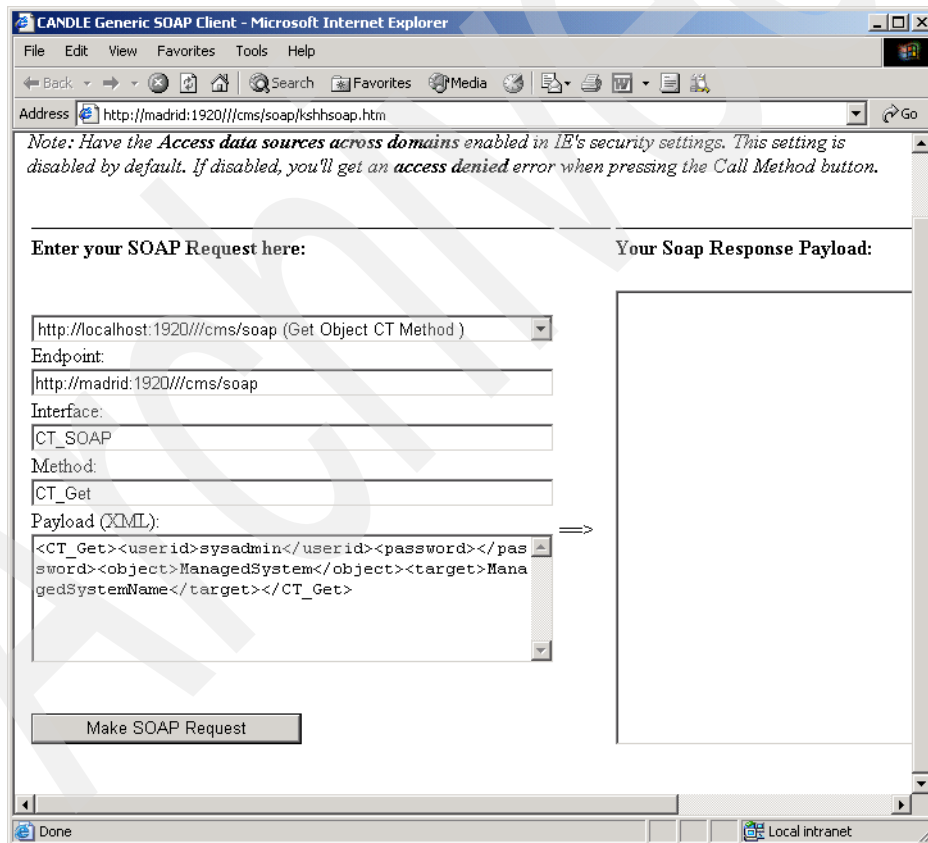 CANDLE Generic SOAP Client - Microsoft Internet Explorer
File Edit View Favorites Tools Help
Back Search Favorites Media
Address http://madrid:1920///cms/soap/kshhsoap.htm Go
Note: Have the Access data sources across domains enabled in IE's security settings. This setting is
disabled by default. If disabled, you'll get an access denied error when pressing the Call Method button.
Enter your SOAP Request here: Your Soap Response Payload:
http://localhost:1920///cms/soap (Get Object CT Method )
Endpoint:
http://madrid:1920///cms/soap
Interface:
CT_SOAP
Method:
CT_Get
Payload (XML):
==>
<CT_Get><userid>sysadmin</userid><password></pas
sword><object>ManagedSystem</object><target>Mana
gedSystemName</target></CT_Get>
Make SOAP Request
Done Local intranet